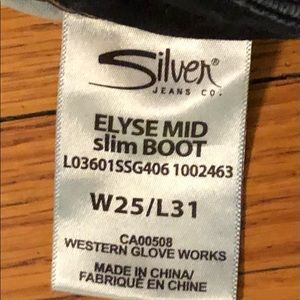 Silver®
JEANS CO.
ELYSE MID
slim BOOT
L03601SSG406 1002463
W25/L31
CA00508
WESTERN GLOVE WORKS
MADE IN CHINA/
FABRIQUÉ EN CHINE